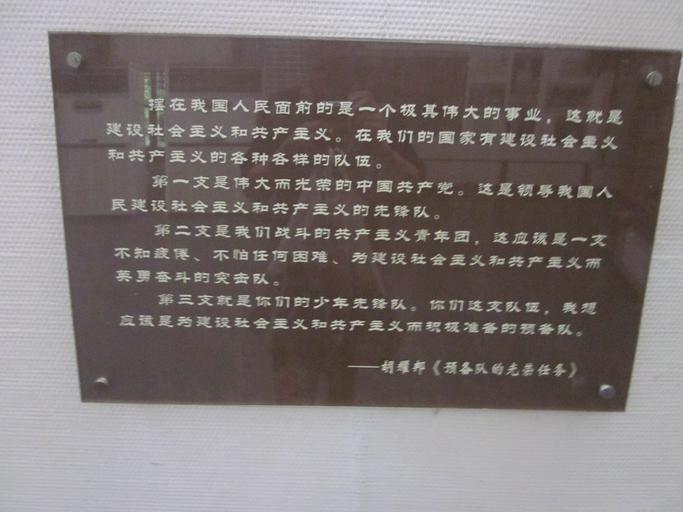 摆在我国人民面前的是一个极其伟大的事业，这就是
建设社会主义和共产主义。在我们的国家有建设社会主义
和共产主义的各种各样的队伍。
第一支是伟大而光荣的中国共产党。这是领导我国人
民建设社会主义和共产主义的先锋队。
第二支是我们战斗的共产主义青年团，这应该是一支
不知疲倦、不怕任何困难、为建设社会主义和共产主义而
英勇奋斗的突击队。
第三支就是你们的少年先锋队。你们这支队伍，我想
应该是为建设社会主义和共产主义而积极准备的预备队。
——胡耀邦《预备队的光荣任务》